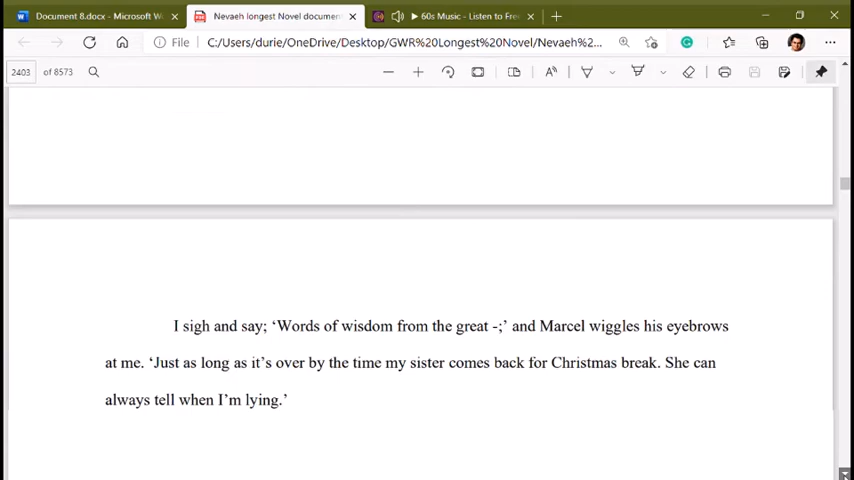 Document 8.docx - Microsoft W
Nevaeh longest Novel documen
60s Music - Listen to Fre
File C:/Users/durie/OneDrive/Desktop/GWR%20Longest%20Novel/Nevaeh%2...
2403 of 8573
I sigh and say; ‘Words of wisdom from the great -;’ and Marcel wiggles his eyebrows
at me. ‘Just as long as it’s over by the time my sister comes back for Christmas break. She can
always tell when I’m lying.’